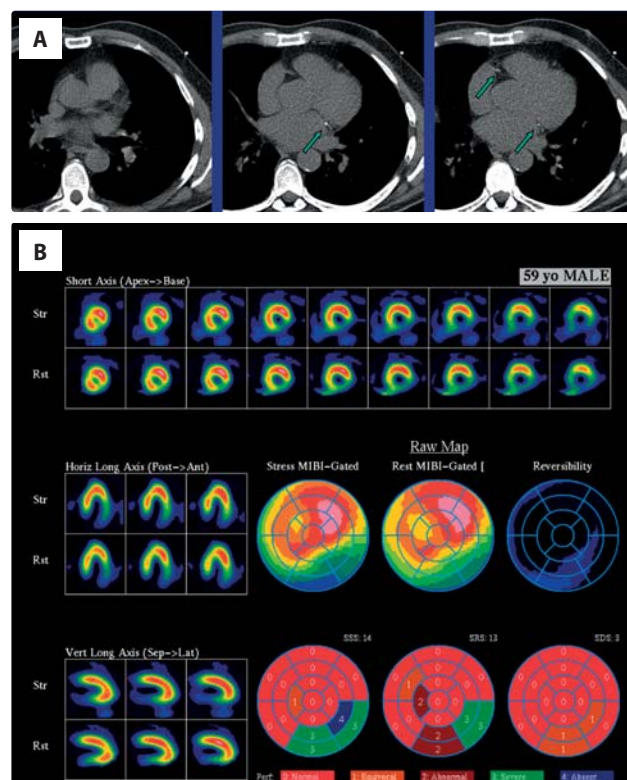 A
B
59 yo MALE
Short Axis (Apex->Base)
Str
Rst
Raw Map
Horiz Long Axis (Post->Ant)
Stress MIBI-Gated
Rest MIBI-Gated [
Reversibility
Str
Rst
Vert Long Axis (Sep->Lat)
SSS: 14
SRS: 13
SDS: 3
Str
Rst
Perf:
0: Normal
1: Equivocal
2: Abnormal
3: Severe
4: Absent